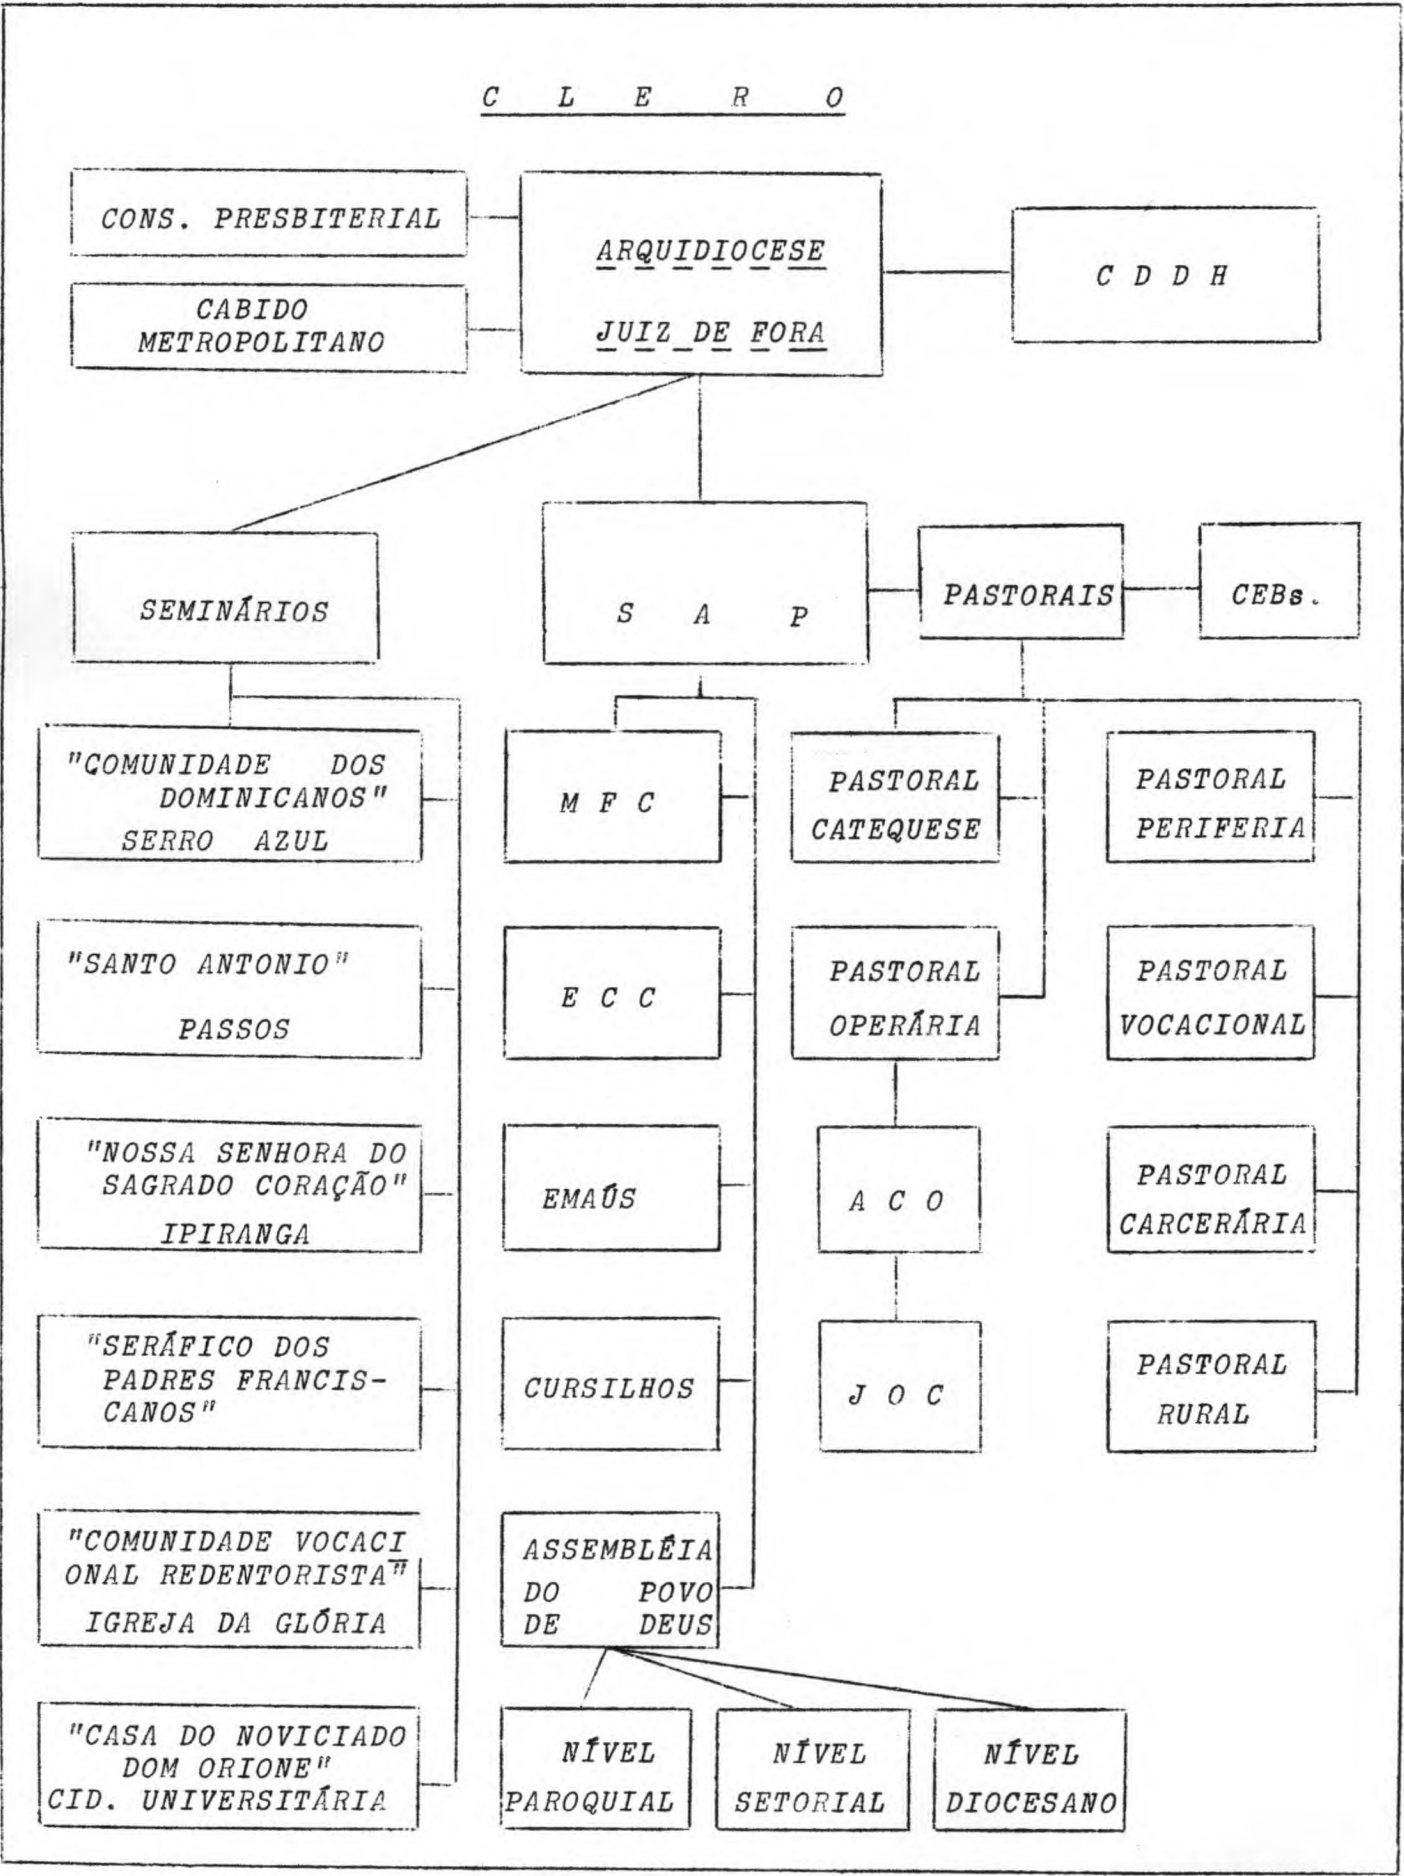 C L E R O
CONS. PRESBITERIAL
CABIDO
METROPOLITANO
ARQUIDIOCESE
JUIZ DE FORA
C D D H
SEMINÁRIOS
S A P
PASTORAIS
CEBs.
"COMUNIDADE DOS
DOMINICANOS"
SERRO AZUL
"SANTO ANTONIO"
PASSOS
"NOSSA SENHORA DO
SAGRADO CORAÇÃO"
IPIRANGA
"SERÁFICO DOS
PADRES FRANCIS-
CANOS"
"COMUNIDADE VOCACI
ONAL REDENTORISTA"
IGREJA DA GLÓRIA
"CASA DO NOVICIADO
DOM ORIONE"
CID. UNIVERSITÁRIA
M F C
E C C
EMAÚS
CURSILHOS
ASSEMBLÉIA
DO POVO
DE DEUS
NÍVEL
PAROQUIAL
NÍVEL
SETORIAL
NÍVEL
DIOCESANO
PASTORAL
CATEQUESE
PASTORAL
OPERÁRIA
A C O
J O C
PASTORAL
PERIFERIA
PASTORAL
VOCACIONAL
PASTORAL
CARCERÁRIA
PASTORAL
RURAL